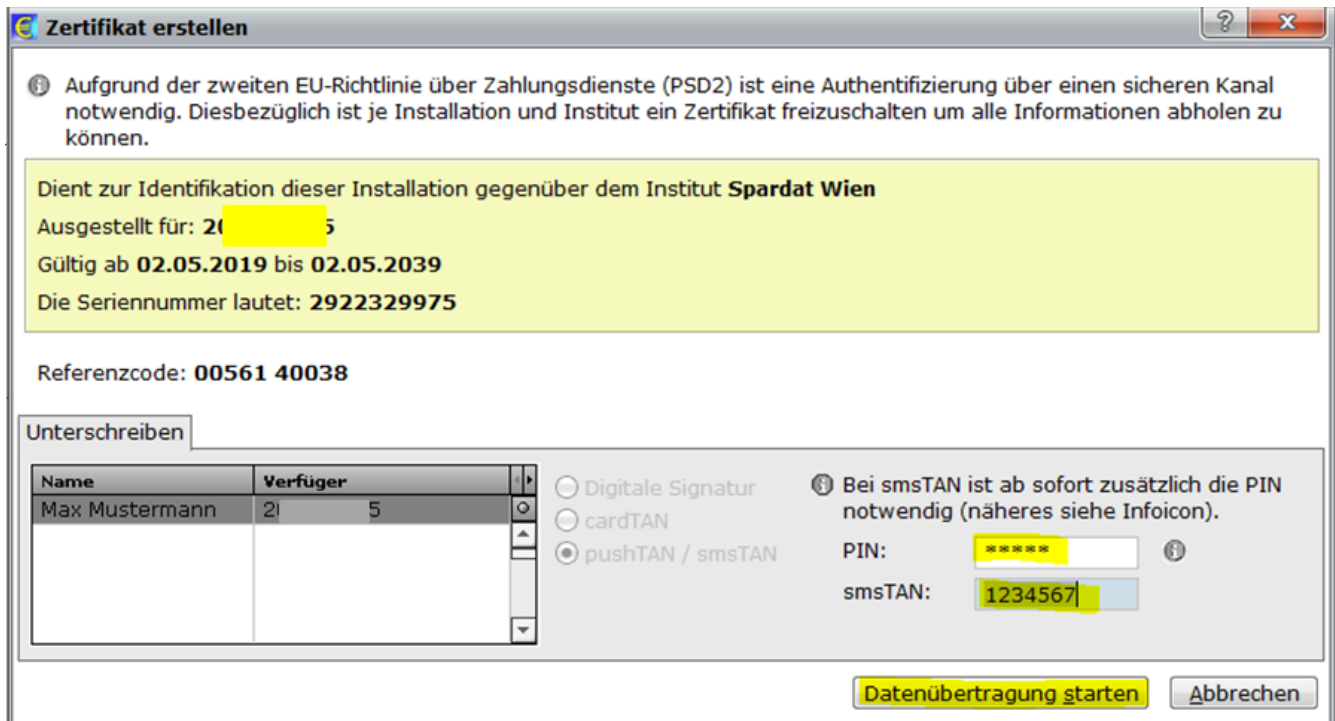 Zertifikat erstellen
Aufgrund der zweiten EU-Richtlinie über Zahlungsdienste (PSD2) ist eine Authentifizierung über einen sicheren Kanal
notwendig. Diesbezüglich ist je Installation und Institut ein Zertifikat freizuschalten um alle Informationen abholen zu
können.
Dient zur Identifikation dieser Installation gegenüber dem Institut Spardat Wien
Ausgestellt für: 20 5
Gültig ab 02.05.2019 bis 02.05.2039
Die Seriennummer lautet: 2922329975
Referenzcode: 00561 40038
Unterschreiben
Name Verfüger
Max Mustermann 2 5
Digitale Signatur
cardTAN
pushTAN / smsTAN
Bei smsTAN ist ab sofort zusätzlich die PIN
notwendig (näheres siehe Infoicon).
PIN: *****
smsTAN: 1234567
Datenübertragung starten Abbrechen